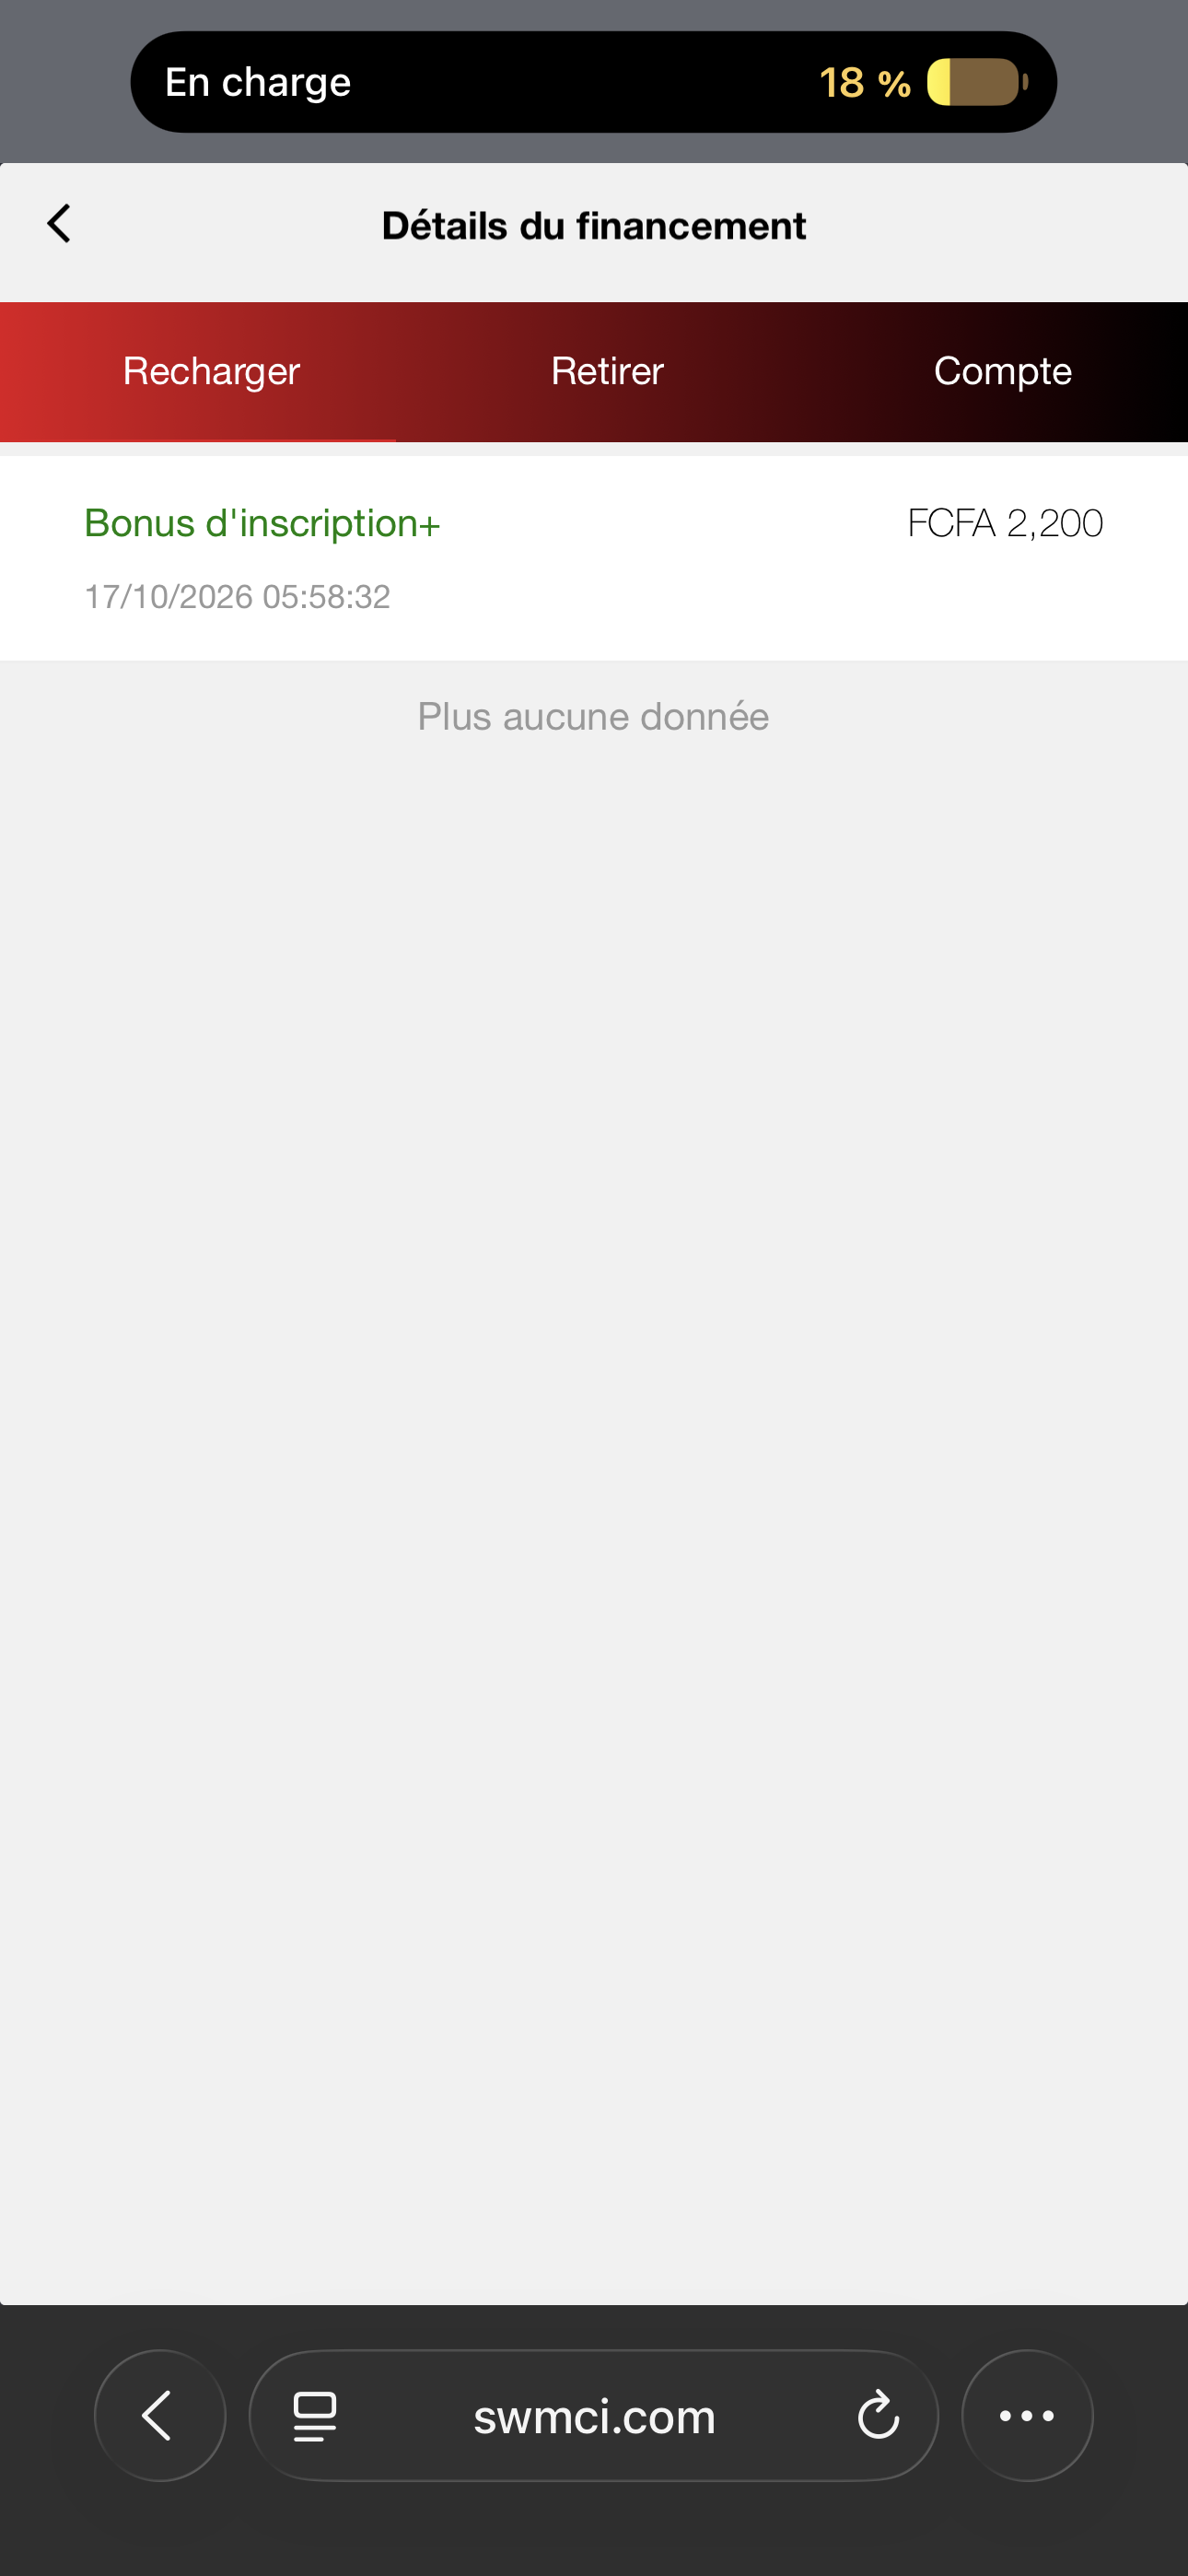 En charge 18 %
Détails du financement
Recharger Retirer Compte
Bonus d'inscription+ FCFA 2,200
17/10/2026 05:58:32
Plus aucune donnée
swmci.com